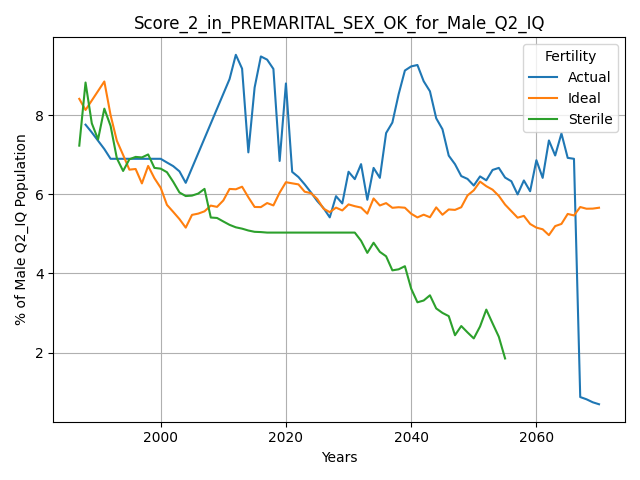 Score_2_in_PREMARITAL_SEX_OK_for_Male_Q2_IQ
Fertility
Actual
Ideal
Sterile
% of Male Q2_IQ Population
8
6
4
2
2000 2020 2040 2060
Years